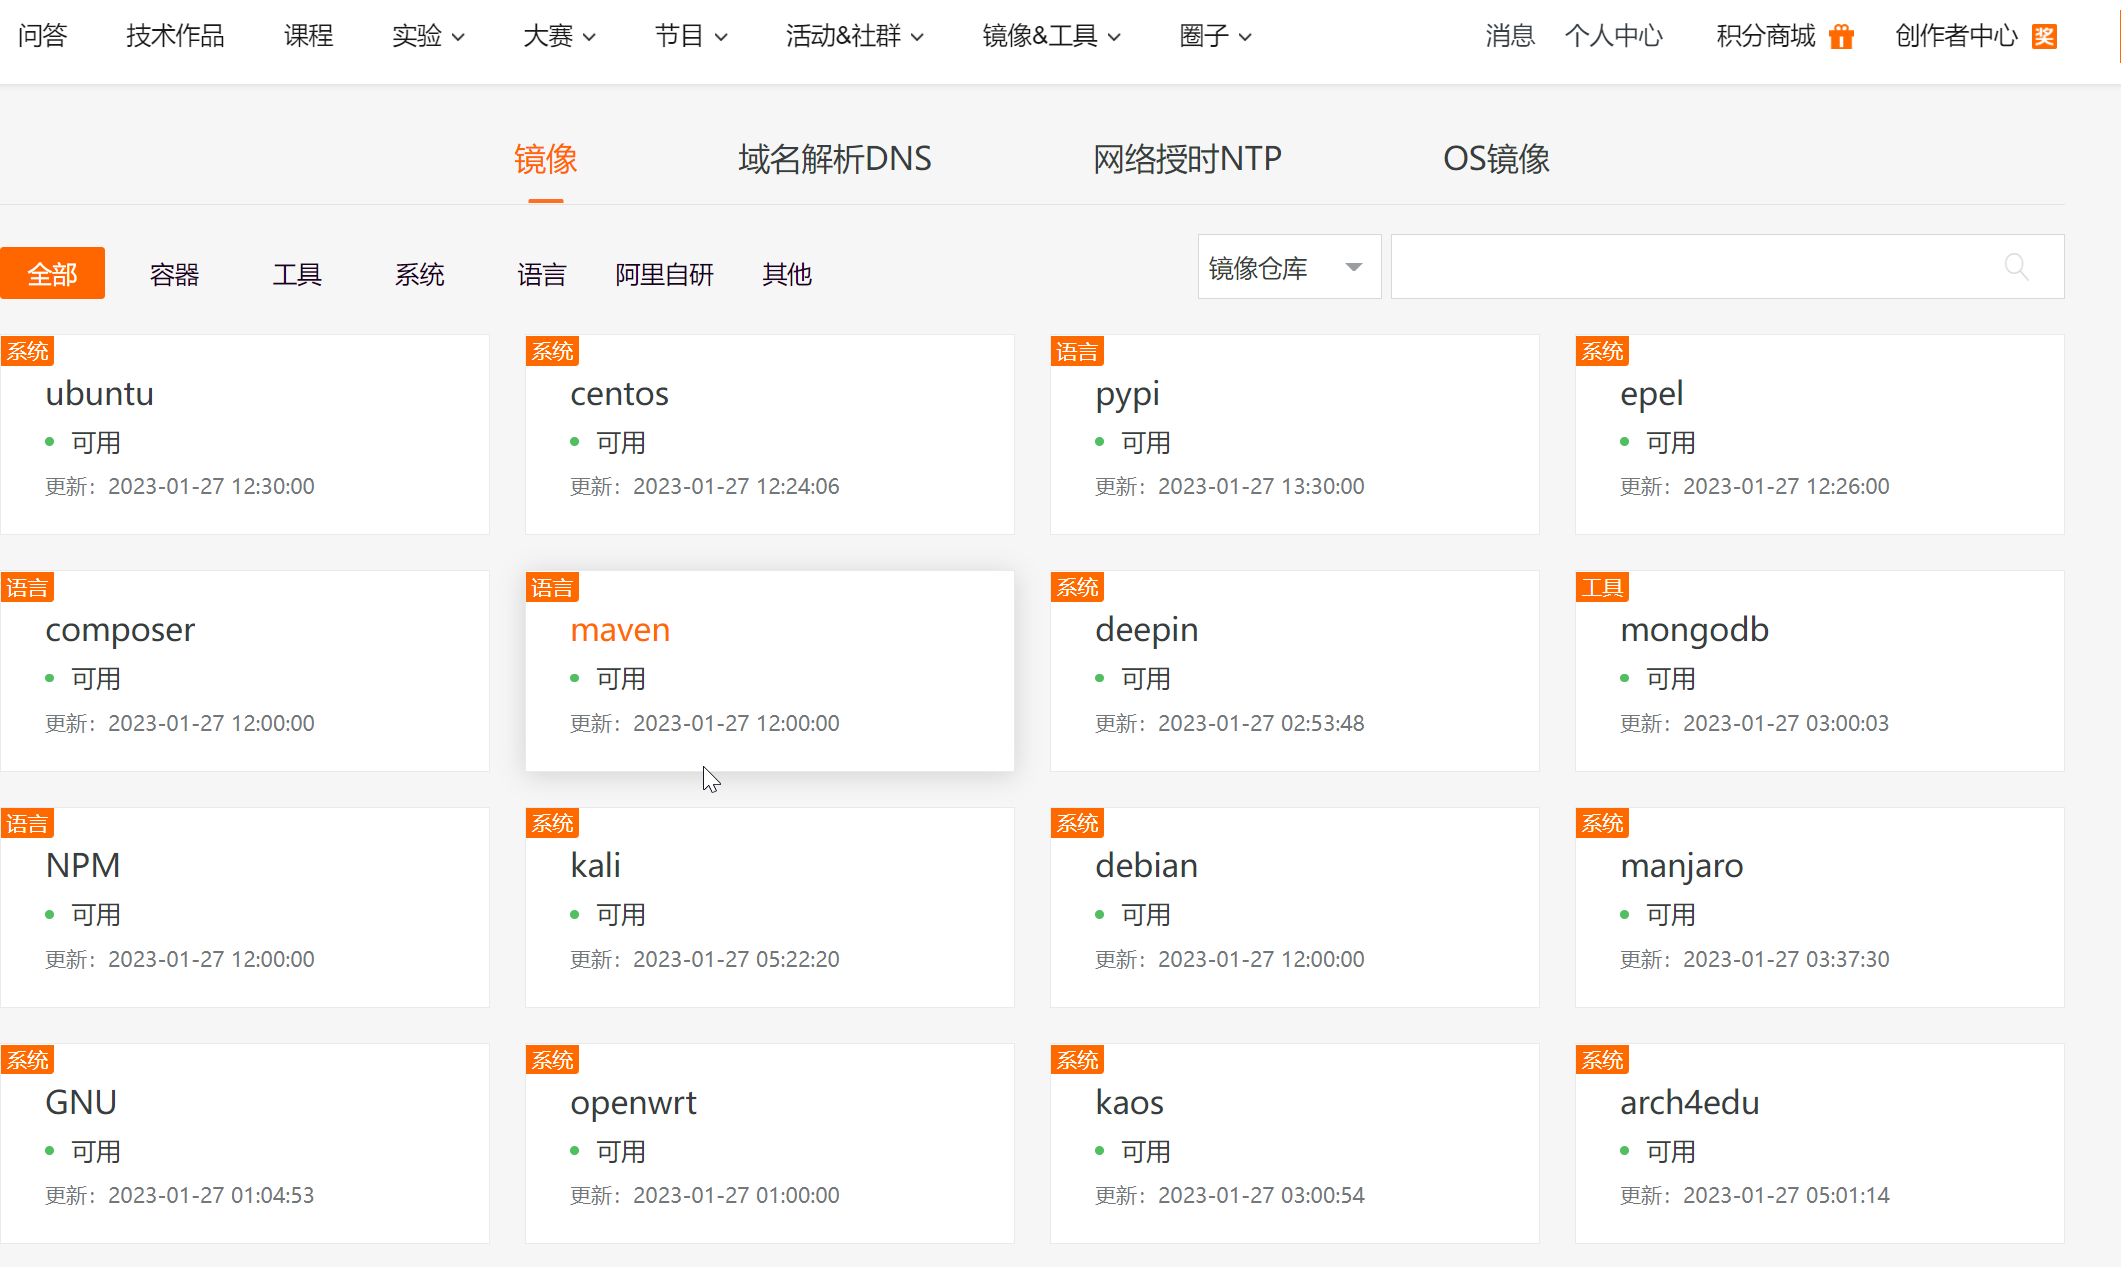 问答 技术作品 课程 实验 大赛 节目 活动&社群 镜像&工具 圈子 消息 个人中心 积分商城 创作者中心 奖
镜像 域名解析DNS 网络授时NTP OS镜像
全部 容器 工具 系统 语言 阿里自研 其他 镜像仓库
系统 系统 语言 系统
ubuntu centos pypi epel
可用 可用 可用 可用
更新：2023-01-27 12:30:00 更新：2023-01-27 12:24:06 更新：2023-01-27 13:30:00 更新：2023-01-27 12:26:00
语言 语言 系统 工具
composer maven deepin mongodb
可用 可用 可用 可用
更新：2023-01-27 12:00:00 更新：2023-01-27 12:00:00 更新：2023-01-27 02:53:48 更新：2023-01-27 03:00:03
语言 系统 系统 系统
NPM kali debian manjaro
可用 可用 可用 可用
更新：2023-01-27 12:00:00 更新：2023-01-27 05:22:20 更新：2023-01-27 12:00:00 更新：2023-01-27 03:37:30
系统 系统 系统 系统
GNU openwrt kaos arch4edu
可用 可用 可用 可用
更新：2023-01-27 01:04:53 更新：2023-01-27 01:00:00 更新：2023-01-27 03:00:54 更新：2023-01-27 05:01:14